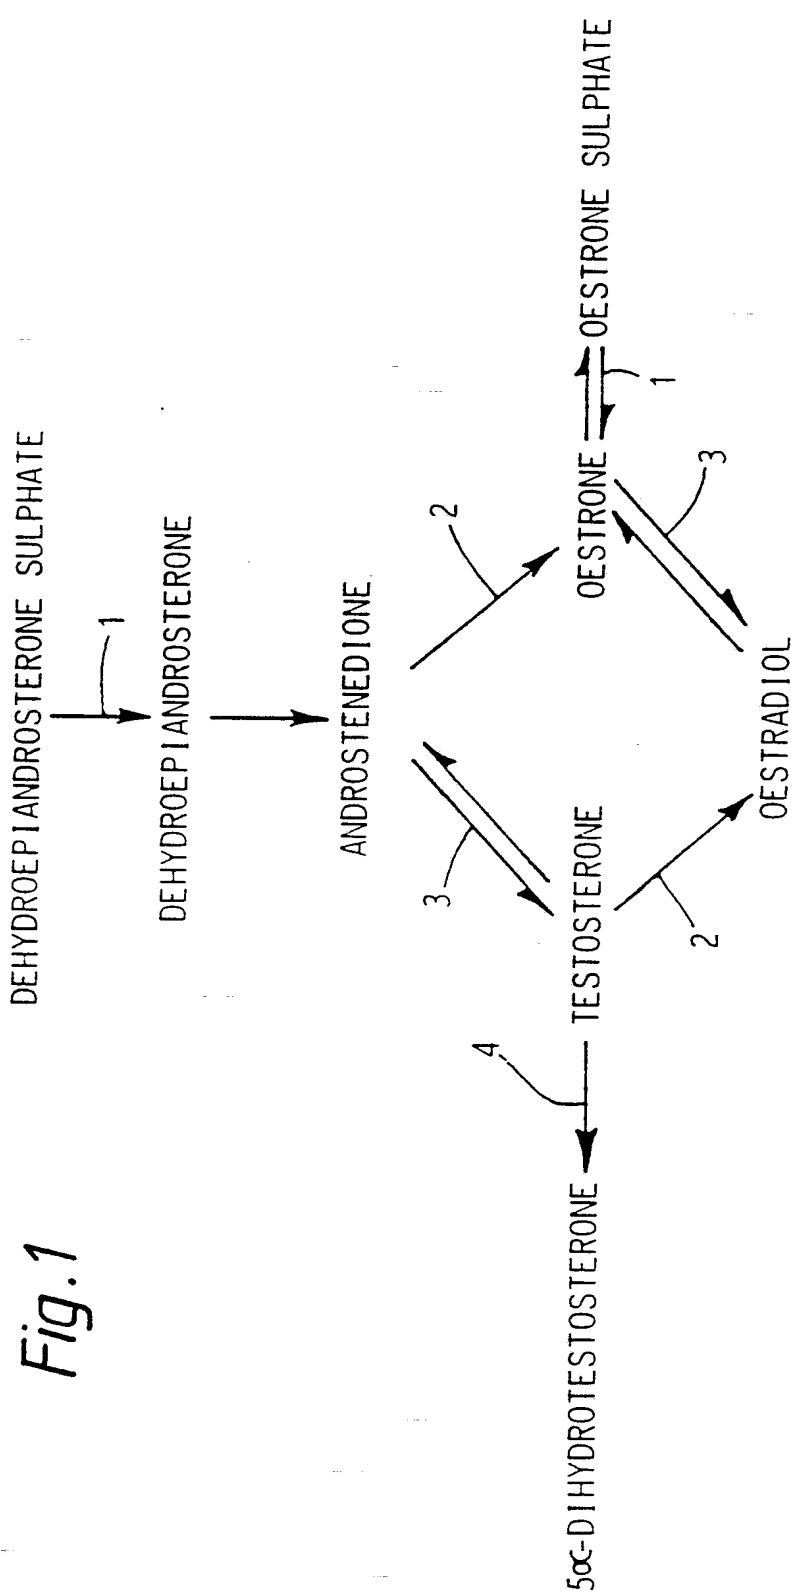 Fig.1
DEHYDROEPIANDROSTERONE SULPHATE
1
DEHYDROEPIANDROSTERONE
ANDROSTENEDIONE
3
2
4
5α-DIHYDROTESTOSTERONE
TESTOSTERONE
OESTRONE
1
OESTRONE SULPHATE
2
3
OESTRADIOL